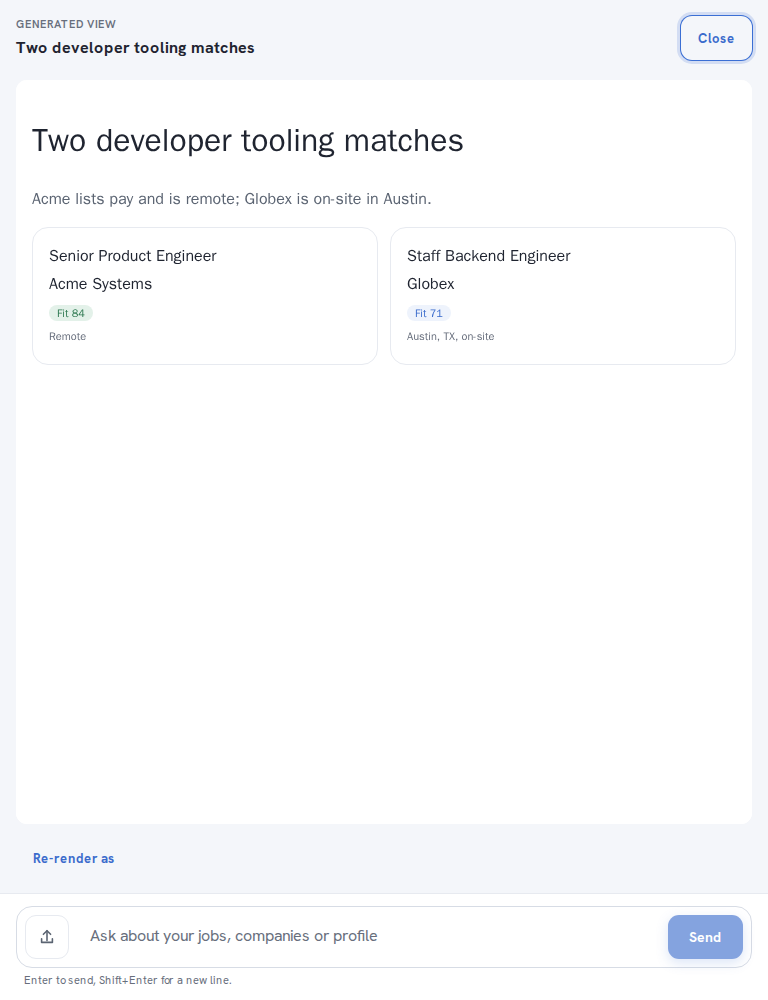 GENERATED VIEW
Two developer tooling matches
Close
Two developer tooling matches
Acme lists pay and is remote; Globex is on-site in Austin.
Senior Product Engineer
Acme Systems
Fit 84
Remote
Staff Backend Engineer
Globex
Fit 71
Austin, TX, on-site
Re-render as
Ask about your jobs, companies or profile
Send
Enter to send, Shift+Enter for a new line.